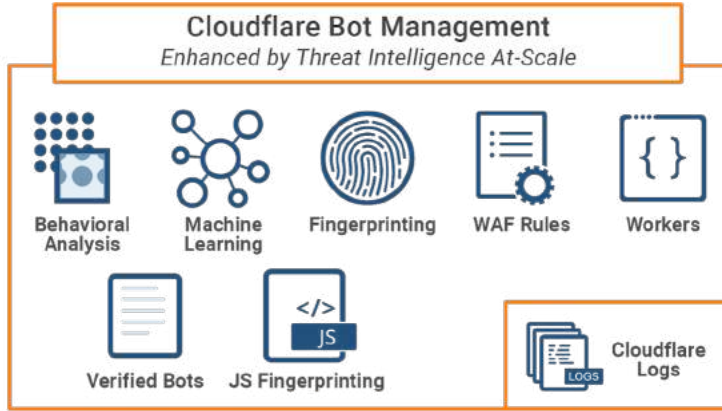 Cloudflare Bot Management
Enhanced by Threat Intelligence At-Scale
Behavioral
Analysis
Machine
Learning
Fingerprinting
WAF Rules
{ }
Workers
Verified Bots
</>
JS
JS Fingerprinting
LOGS
Cloudflare
Logs